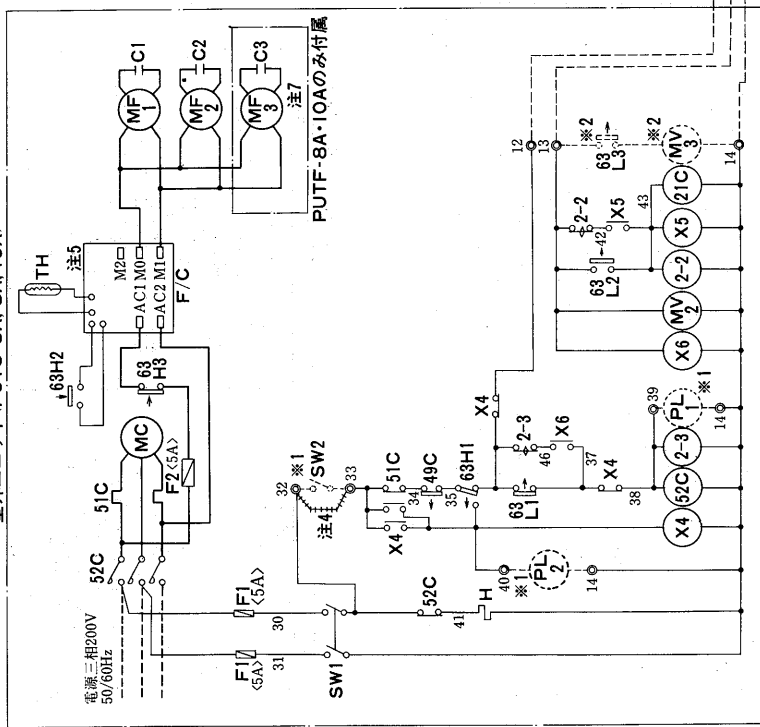 電源三相200V
50/60Hz
52C
51C
MC
F2<5A>
63
H3
63H2
TH
注5
M2
AC1 M0
AC2 M1
F/C
MF
1
C1
MF
2
C2
MF
3
C3
注7
PUTF-8A・10Aのみ付属
F1
<5A>
31
F1
<5A>
30
SW1
52C
41
H
32
※1
SW2
注4
33
51C
34
49C
35
63H1
X4
40
※1
PL
2
14
63
L1
2-3
46
X6
37
X4
X4
38
39
PL
1
※1
14
2-3
52C
X4
12
13
※2
63
L3
※2
MV
3
14
2-2
42
X5
43
63
L2
21C
X5
2-2
MV
2
X6